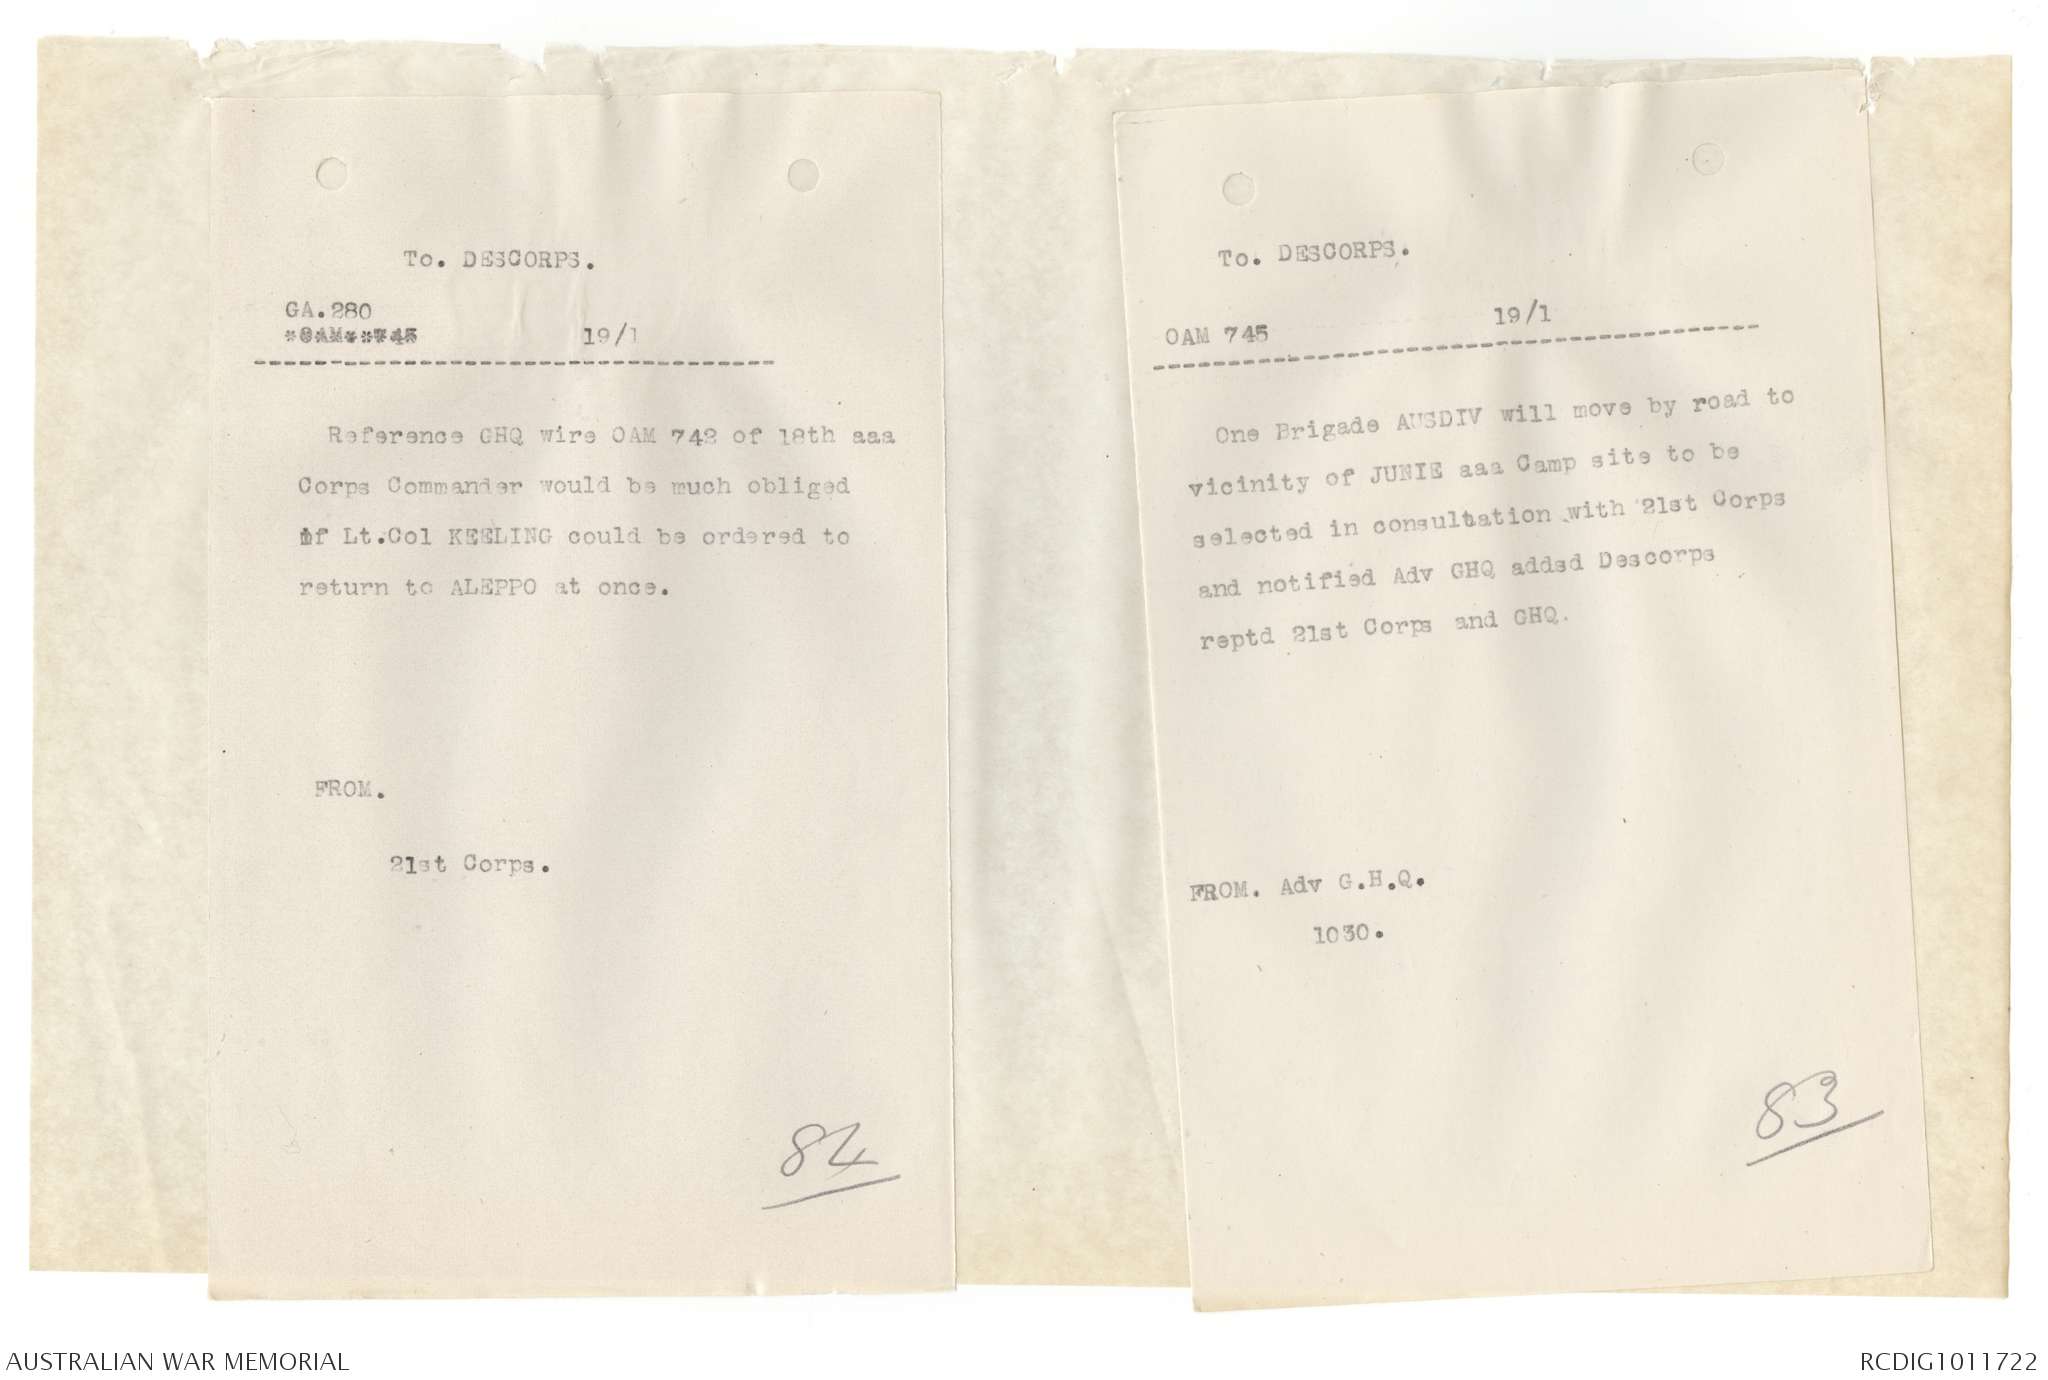 To. DESCORPS.
GA.280
*OAM**745 19/1
Reference GHQ wire OAM 742 of 18th aaa
Corps Commander would be much obliged
if Lt.Col KEELING could be ordered to
return to ALEPPO at once.
FROM.
21st Corps.
84
To. DESCORPS.
OAM 745 19/1
One Brigade AUSDIV will move by road to
vicinity of JUNIE aaa Camp site to be
selected in consultation with 21st Corps
and notified Adv GHQ addsd Descorps
reptd 21st Corps and GHQ.
FROM. Adv G.H.Q.
1030.
83
AUSTRALIAN WAR MEMORIAL
RCDIG1011722